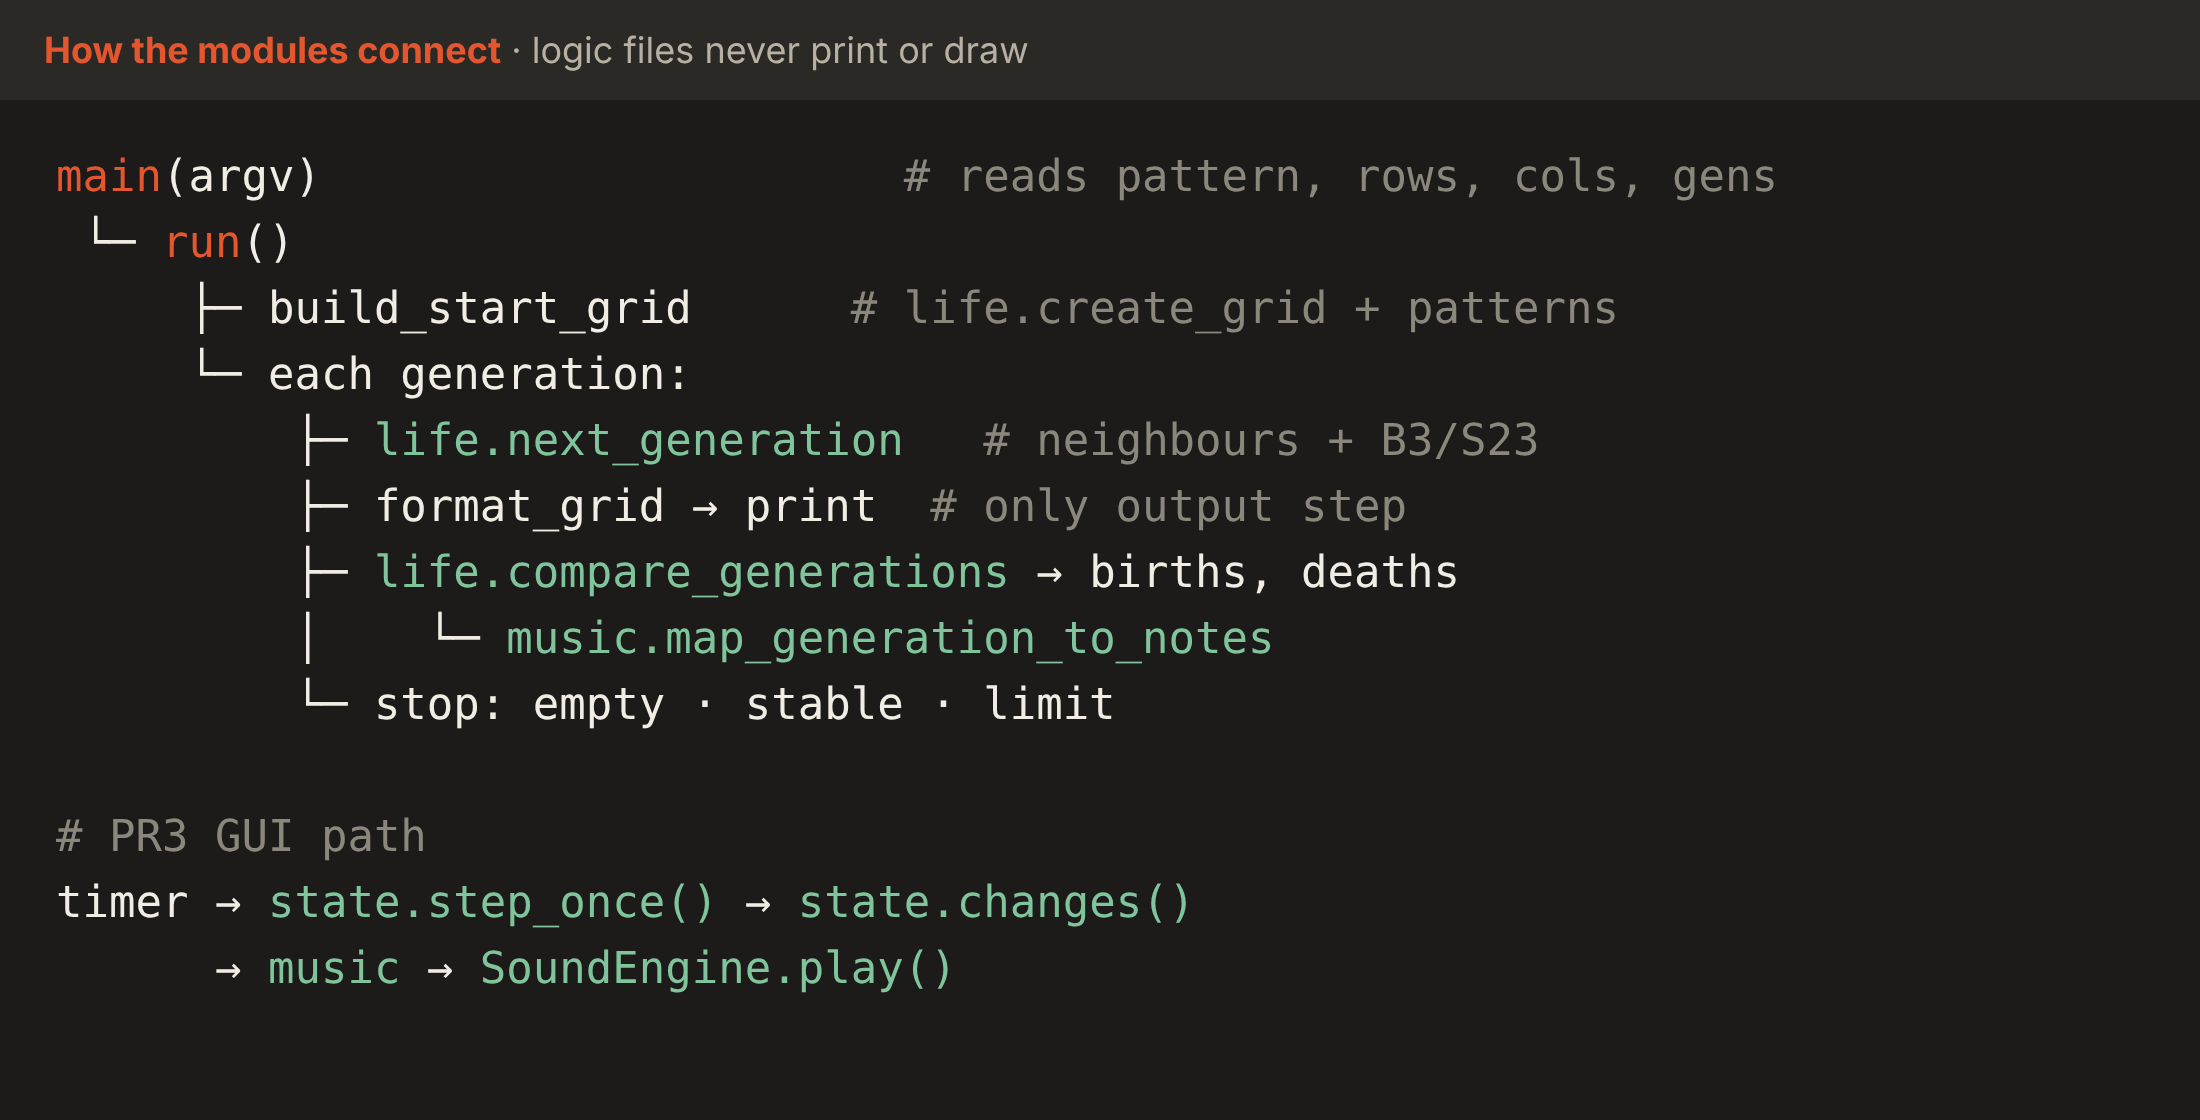 How the modules connect · logic files never print or draw
main(argv)                      # reads pattern, rows, cols, gens
 └─ run()
     ├─ build_start_grid      # life.create_grid + patterns
     └─ each generation:
         ├─ life.next_generation   # neighbours + B3/S23
         ├─ format_grid → print  # only output step
         ├─ life.compare_generations → births, deaths
         │    └─ music.map_generation_to_notes
         └─ stop: empty · stable · limit
# PR3 GUI path
timer → state.step_once() → state.changes()
      → music → SoundEngine.play()